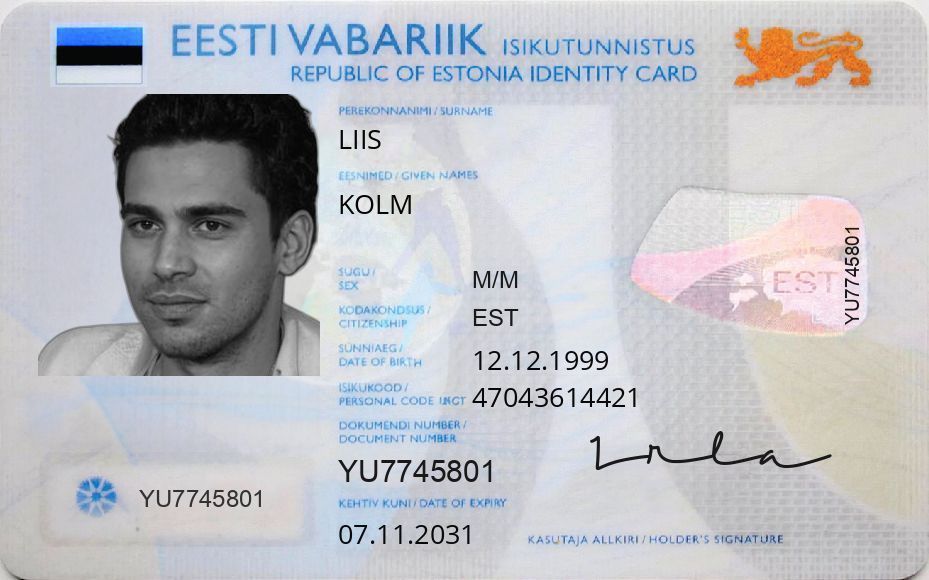 EESTI VABARIIK ISIKUTUNNISTUS
REPUBLIC OF ESTONIA IDENTITY CARD
PEREKONNANIMI / SURNAME
LIIS
EESNIMED / GIVEN NAMES
KOLM
SUGU /
SEX
M/M
KODAKONDSUS /
CITIZENSHIP
EST
SÜNNIAEG /
DATE OF BIRTH
12.12.1999
ISIKUKOOD /
PERSONAL CODE
47043614421
DOKUMENDI NUMBER /
DOCUMENT NUMBER
YU7745801
KEHTIV KUNI / DATE OF EXPIRY
07.11.2031
YU7745801
EST
YU7745801
KASUTAJA ALLKIRI / HOLDER'S SIGNATURE